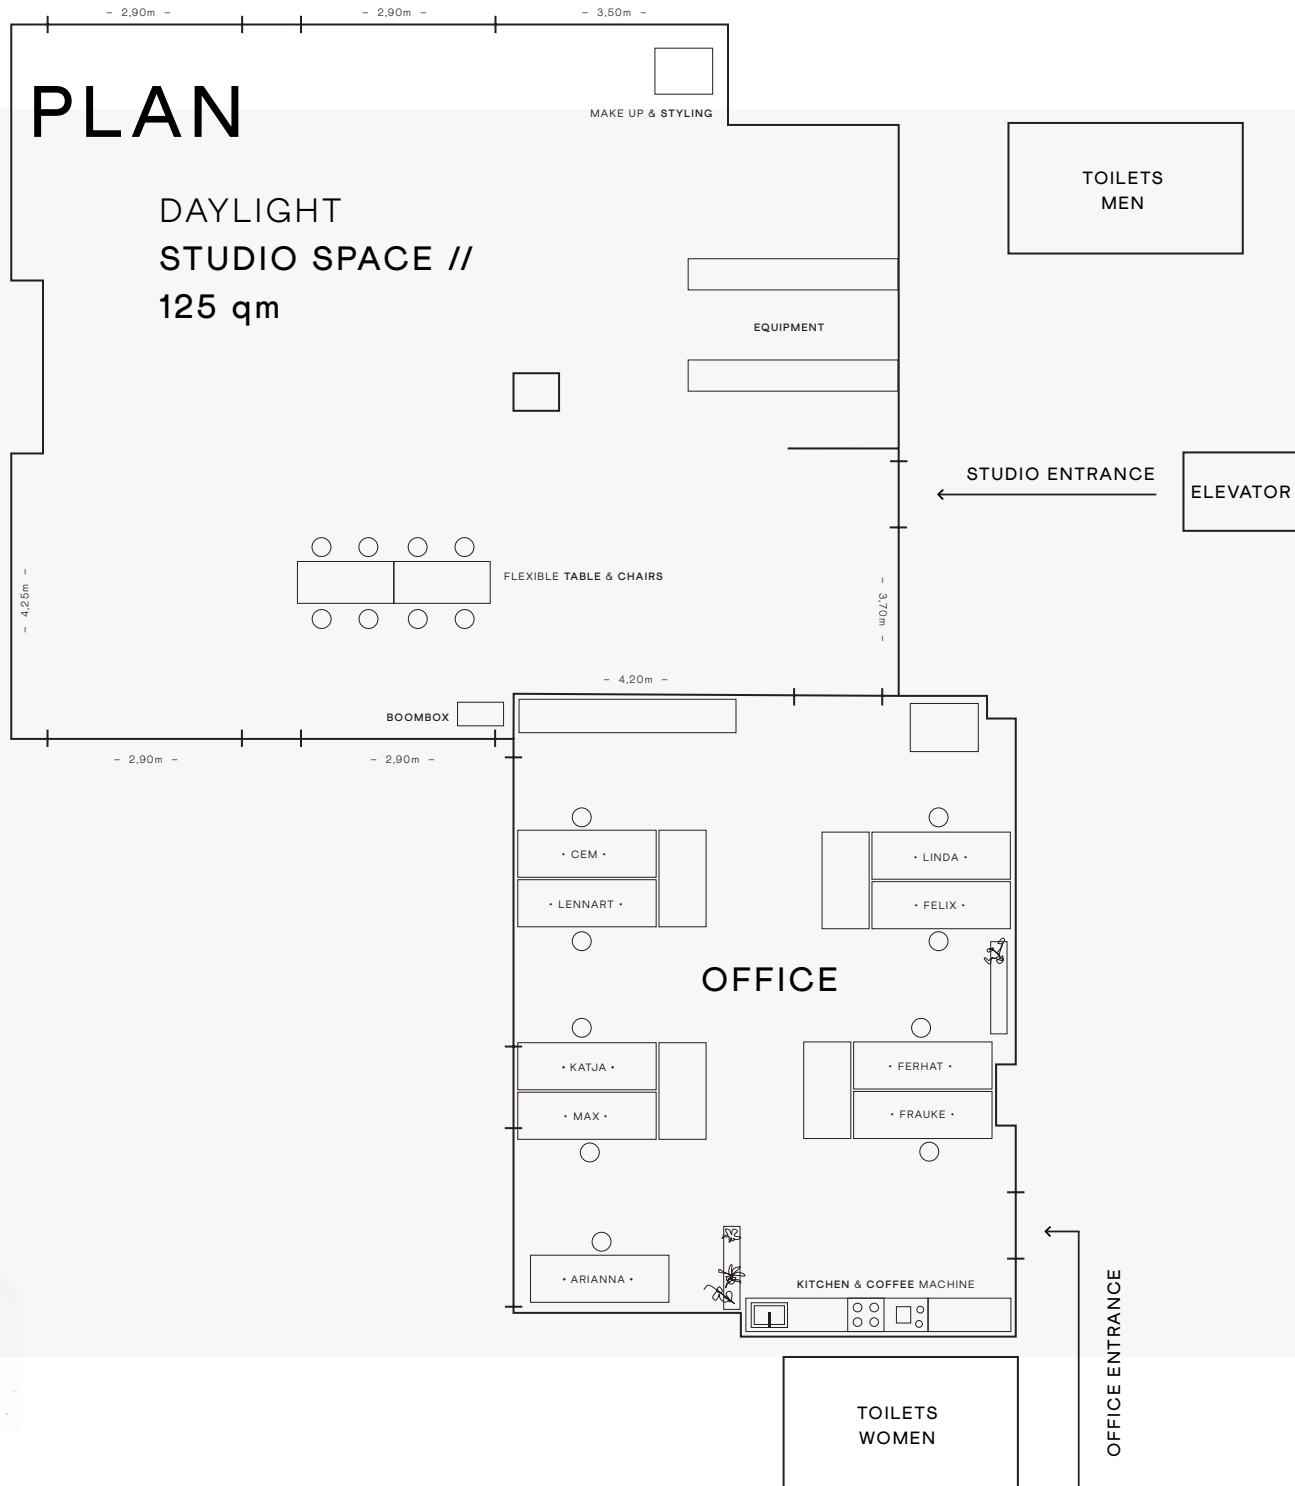 – 2,90m –
– 2,90m –
– 3,50m –
PLAN
MAKE UP & STYLING
DAYLIGHT
STUDIO SPACE //
125 qm
TOILETS
MEN
EQUIPMENT
STUDIO ENTRANCE
ELEVATOR
FLEXIBLE TABLE & CHAIRS
– 4,25m –
– 3,70m –
– 4,20m –
BOOMBOX
– 2,90m –
– 2,90m –
• CEM •
• LINDA •
• LENNART •
• FELIX •
OFFICE
• KATJA •
• FERHAT •
• MAX •
• FRAUKE •
• ARIANNA •
KITCHEN & COFFEE MACHINE
OFFICE ENTRANCE
TOILETS
WOMEN